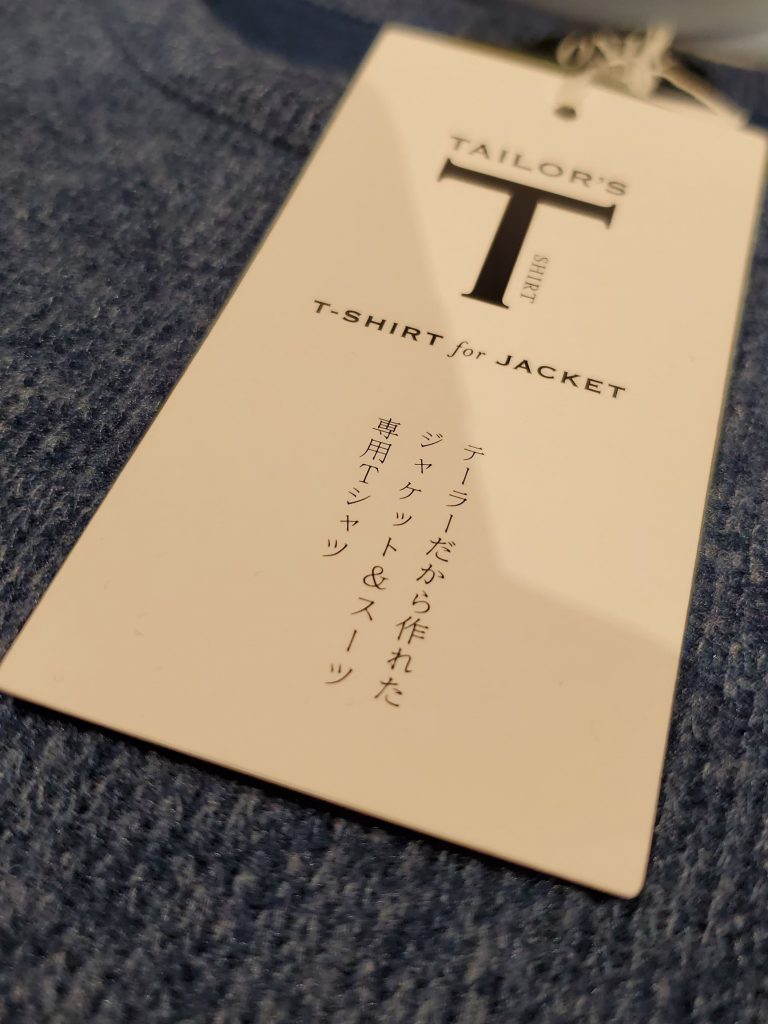 TAILOR'S
T
SHIRT
T-SHIRT for JACKET
テーラーだから作れた
ジャケット&スーツ
専用Tシャツ